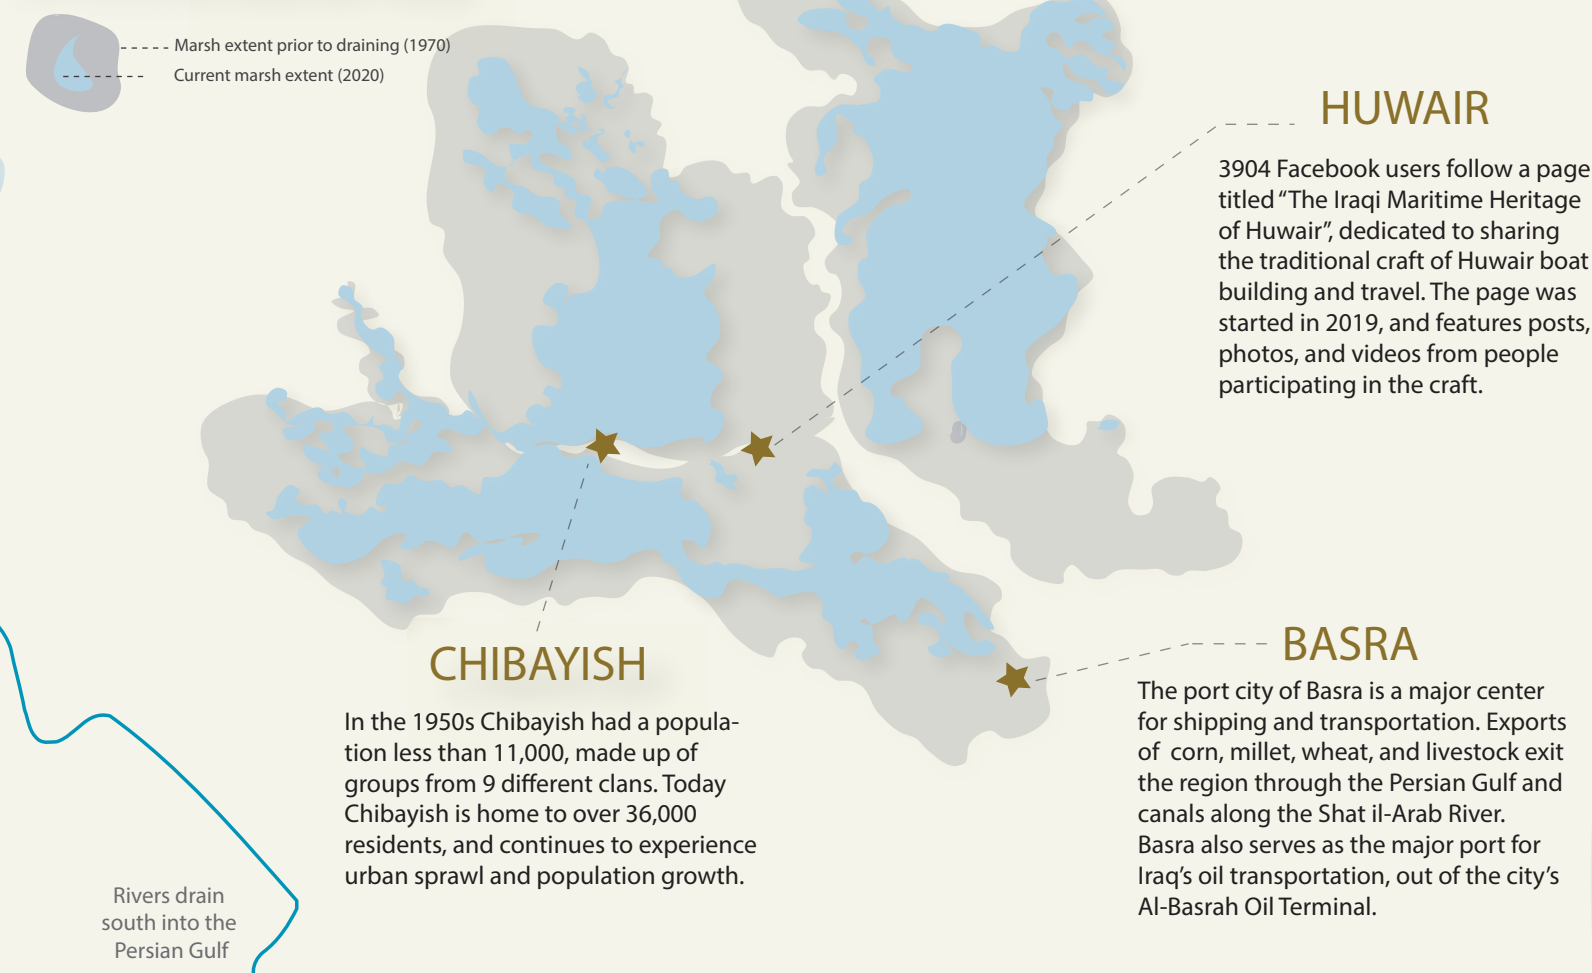 Marsh extent prior to draining (1970)
Current marsh extent (2020)
HUWAIR
3904 Facebook users follow a page
titled “The Iraqi Maritime Heritage
of Huwair”, dedicated to sharing
the traditional craft of Huwair boat
building and travel. The page was
started in 2019, and features posts,
photos, and videos from people
participating in the craft.
CHIBAYISH
In the 1950s Chibayish had a popula-
tion less than 11,000, made up of
groups from 9 different clans. Today
Chibayish is home to over 36,000
residents, and continues to experience
urban sprawl and population growth.
BASRA
The port city of Basra is a major center
for shipping and transportation. Exports
of corn, millet, wheat, and livestock exit
the region through the Persian Gulf and
canals along the Shat il-Arab River.
Basra also serves as the major port for
Iraq’s oil transportation, out of the city’s
Al-Basrah Oil Terminal.
Rivers drain
south into the
Persian Gulf